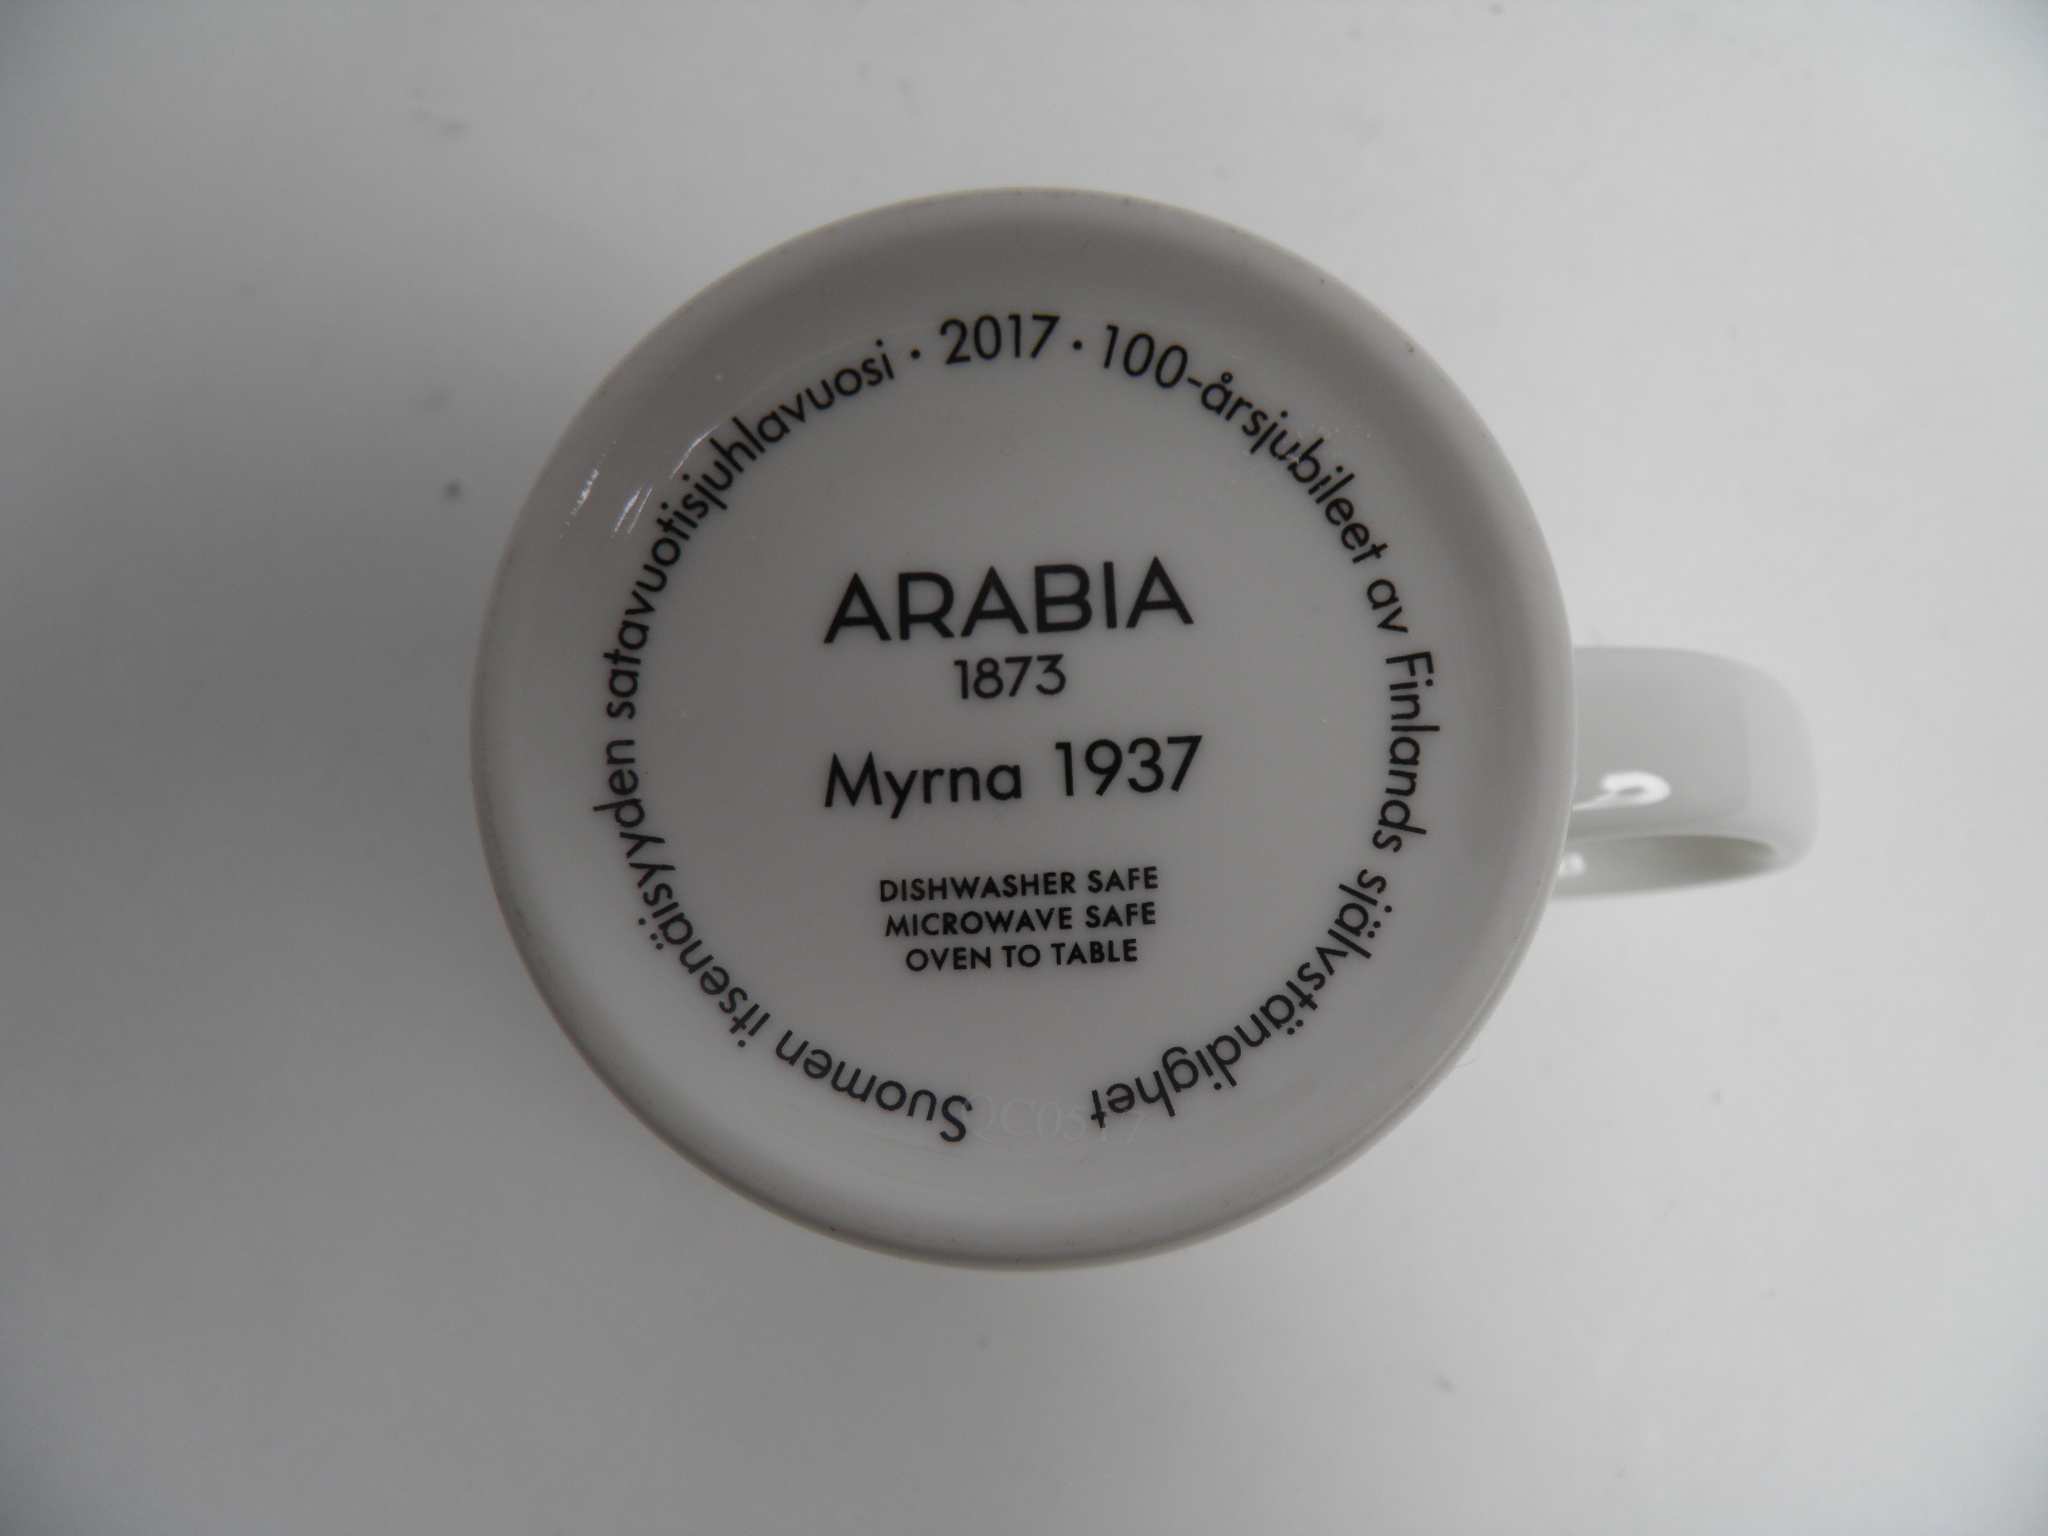 Suomen itsenäisyyden satavuotisjuhlavuosi · 2017 · 100-årsjubileet av Finlands självständighet
ARABIA
1873
Myrna 1937
DISHWASHER SAFE
MICROWAVE SAFE
OVEN TO TABLE